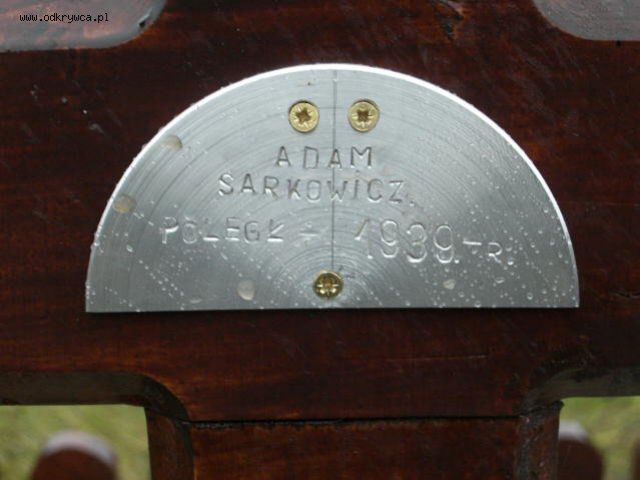 www.odkrywca.pl
ADAM
SARKOWICZ.
POLEGŁ - 1939 - R.